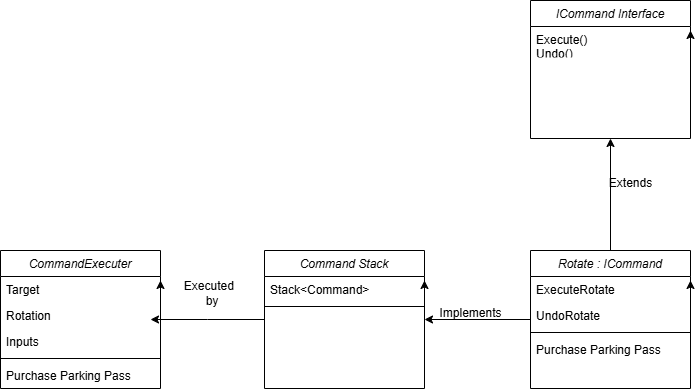 ICommand Interface
Execute()
Undo()
Extends
CommandExecuter
Target
Rotation
Inputs
Purchase Parking Pass
Executed
by
Command Stack
Stack<Command>
Implements
Rotate : ICommand
ExecuteRotate
UndoRotate
Purchase Parking Pass